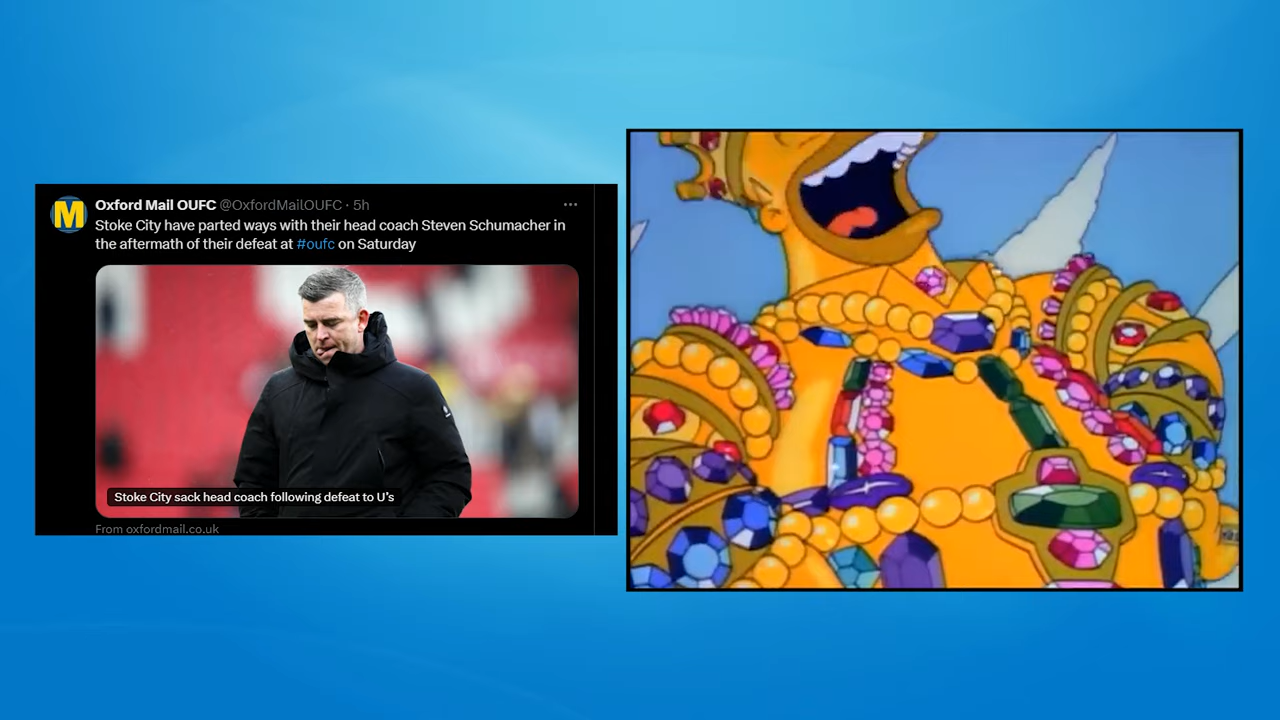 M
Oxford Mail OUFC @OxfordMailOUFC · 5h
Stoke City have parted ways with their head coach Steven Schumacher in
the aftermath of their defeat at #oufc on Saturday
Stoke City sack head coach following defeat to U's
From oxfordmail.co.uk